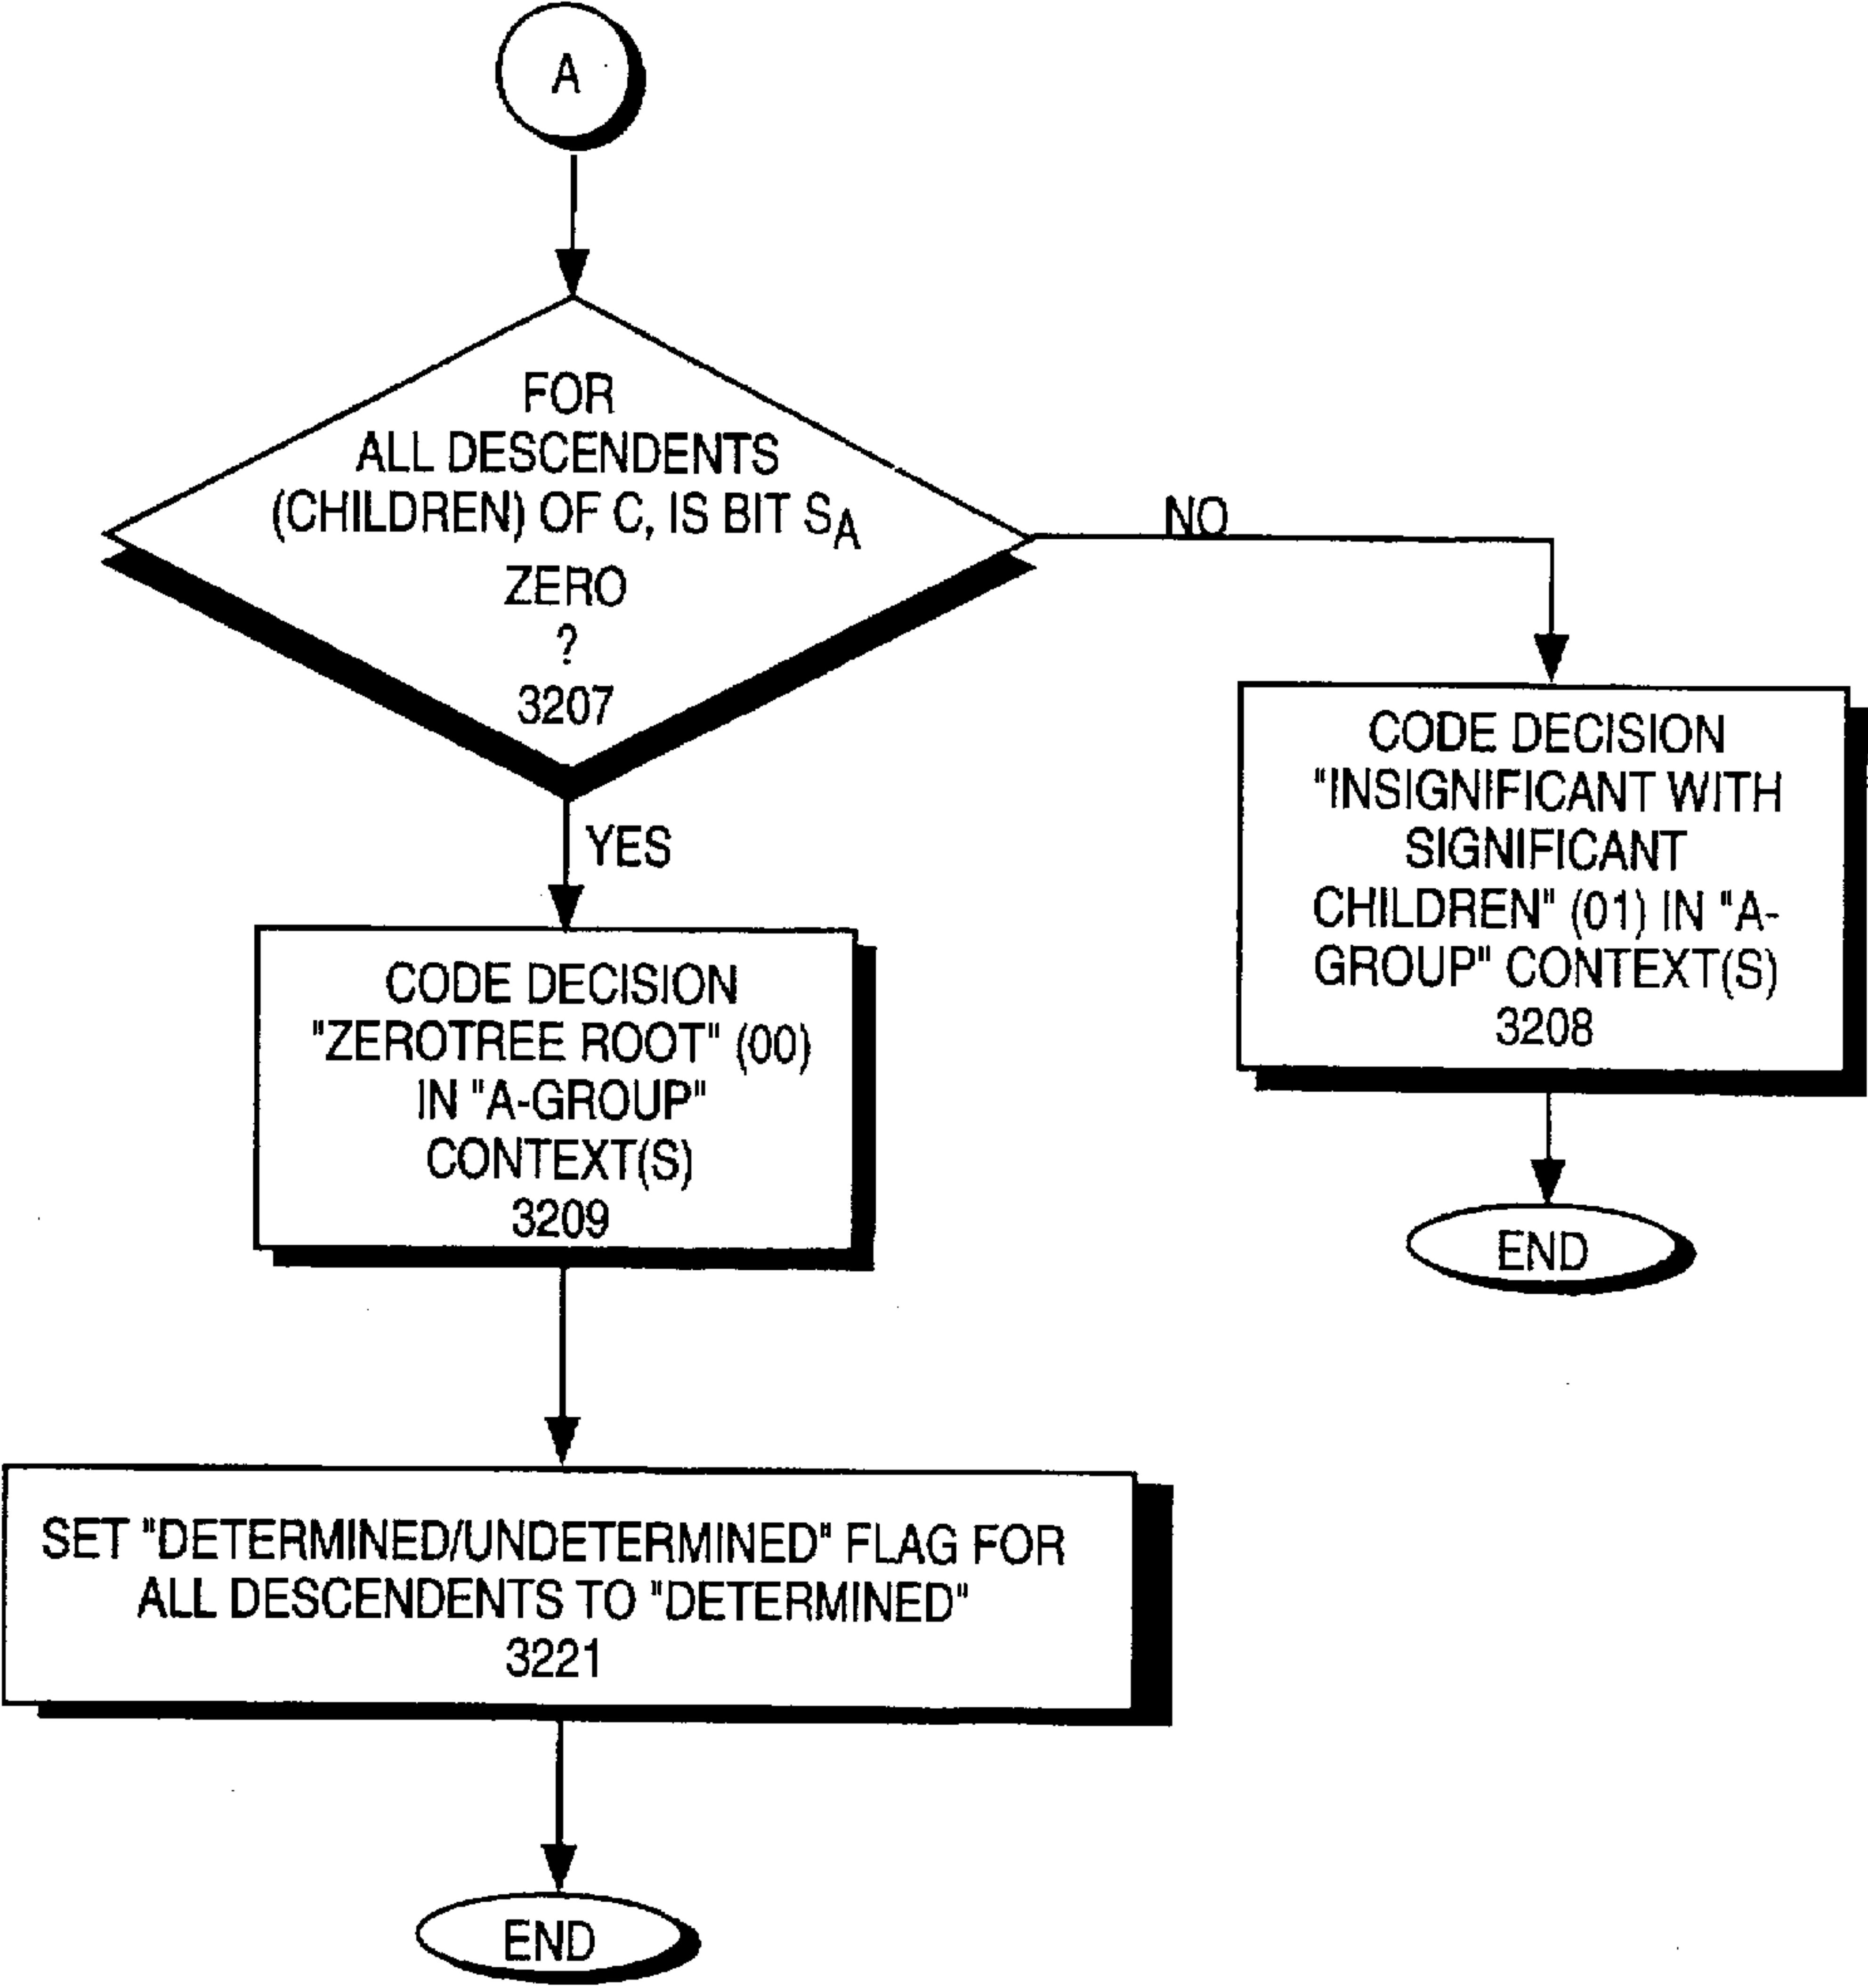 A
FOR
ALL DESCENDENTS
(CHILDREN) OF C, IS BIT SA
ZERO
?
3207
NO
YES
CODE DECISION
"INSIGNIFICANT WITH
SIGNIFICANT
CHILDREN" (01) IN "A-
GROUP" CONTEXT(S)
3208
END
CODE DECISION
"ZEROTREE ROOT" (00)
IN "A-GROUP"
CONTEXT(S)
3209
SET "DETERMINED/UNDETERMINED" FLAG FOR
ALL DESCENDENTS TO "DETERMINED"
3221
END